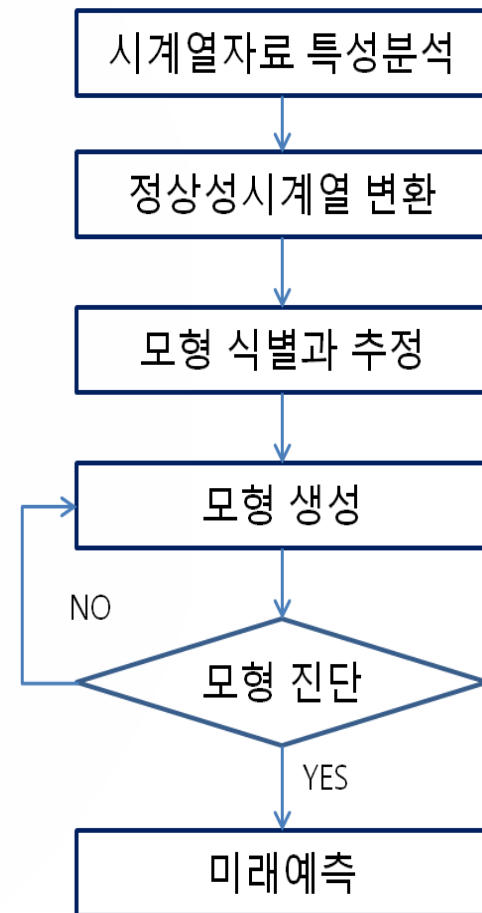 시계열자료 특성분석
정상성시계열 변환
모형 식별과 추정
모형 생성
NO
모형 진단
YES
미래예측